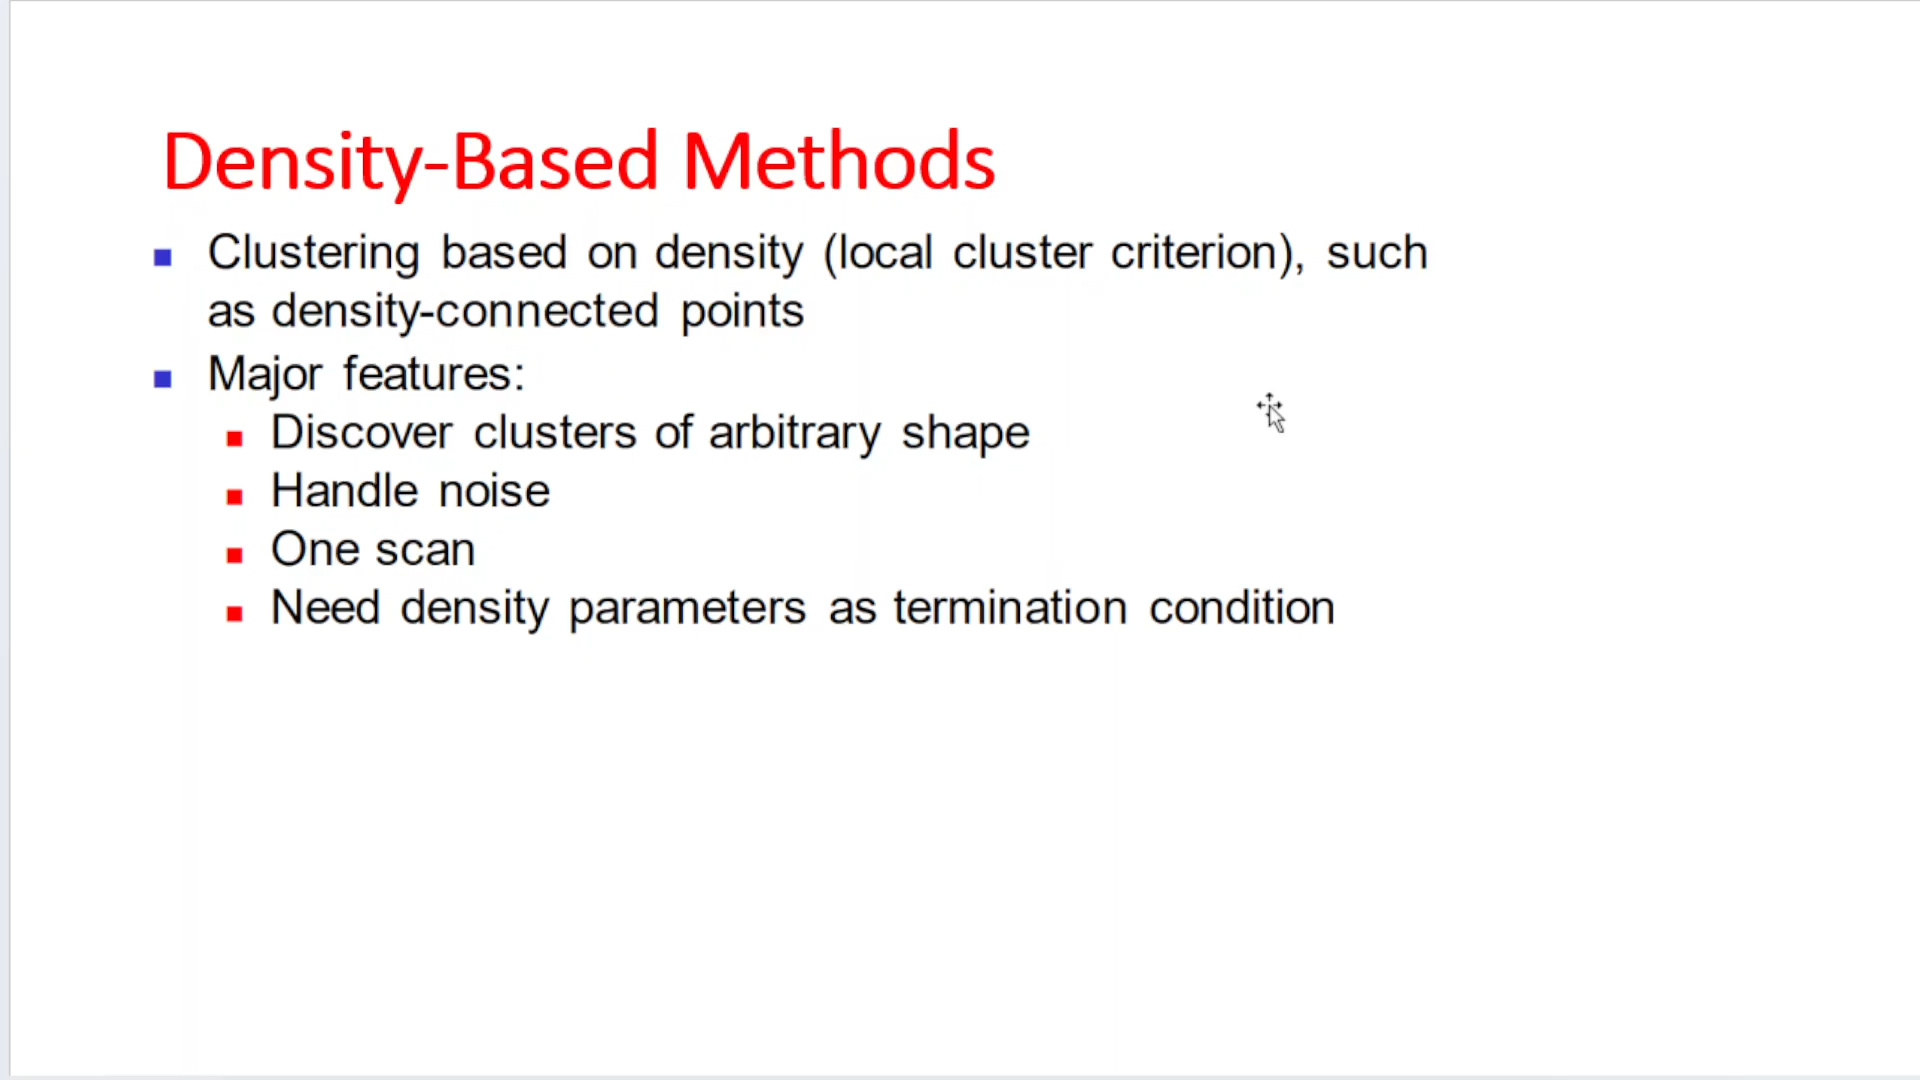 Density-Based Methods
Clustering based on density (local cluster criterion), such
as density-connected points
Major features:
Discover clusters of arbitrary shape
Handle noise
One scan
Need density parameters as termination condition